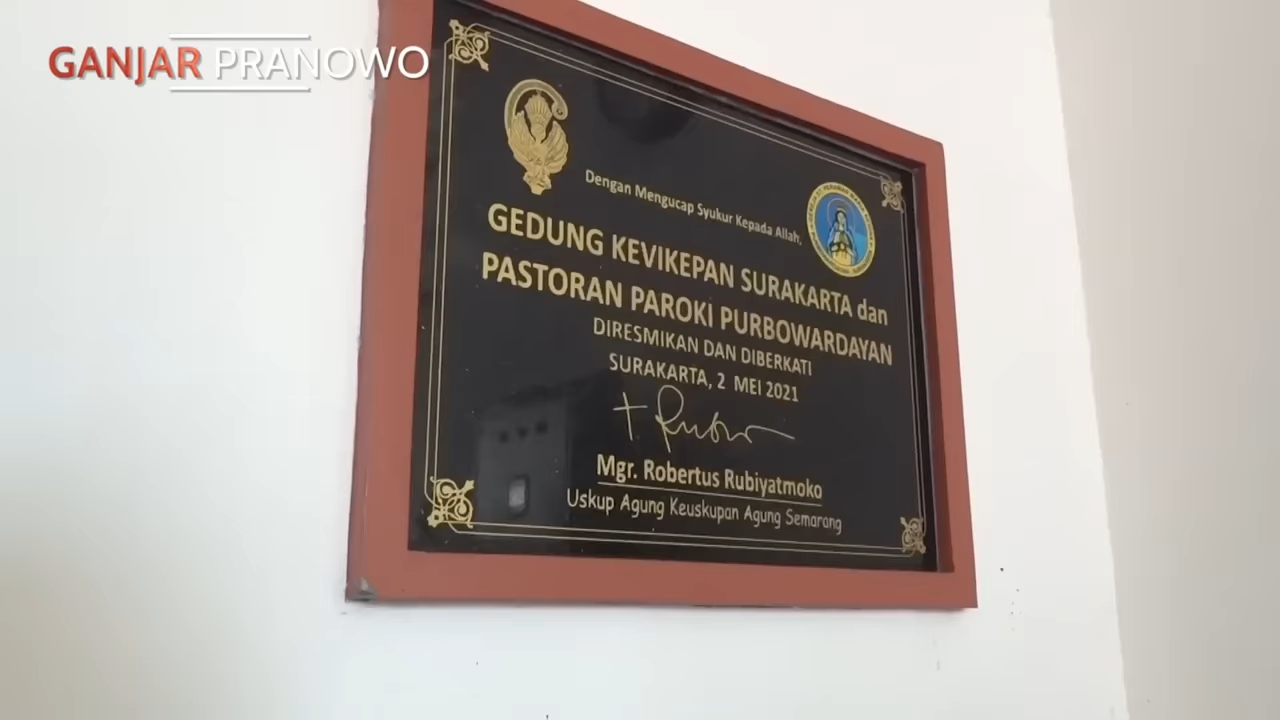 GANJAR PRANOWO
Dengan Mengucap Syukur Kepada Allah,
GEDUNG KEVIKEPAN SURAKARTA dan
PASTORAN PAROKI PURBOWARDAYAN
DIRESMIKAN DAN DIBERKATI
SURAKARTA, 2 MEI 2021
Mgr. Robertus Rubiyatmoko
Uskup Agung Keuskupan Agung Semarang